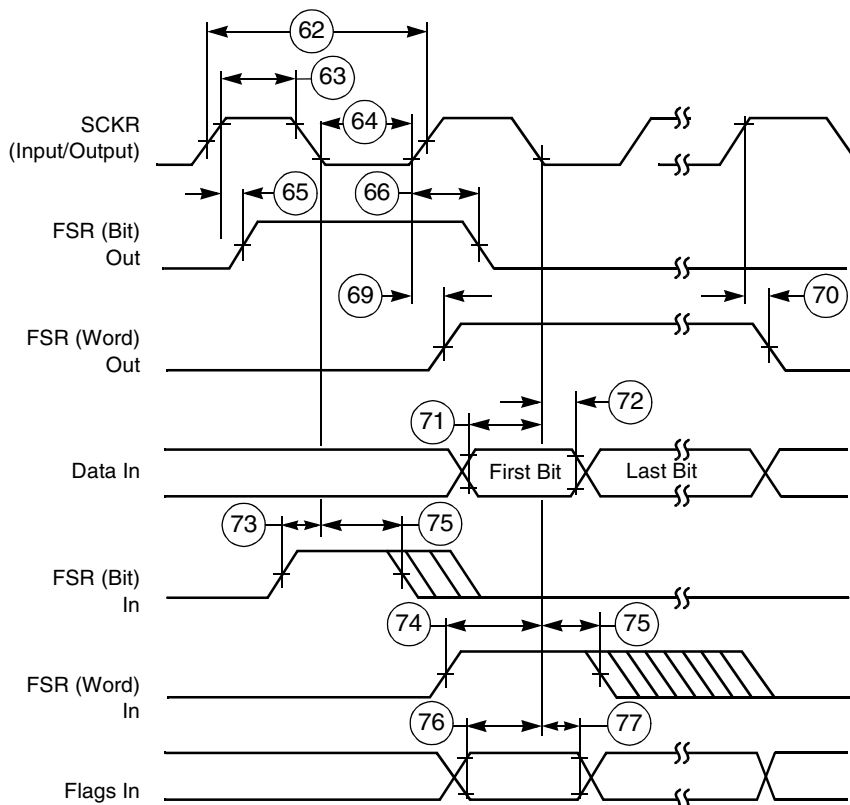 62
63
SCKR
(Input/Output)
64
65
66
FSR (Bit)
Out
69
70
FSR (Word)
Out
71
72
Data In
First Bit
Last Bit
73
75
FSR (Bit)
In
74
75
FSR (Word)
In
76
77
Flags In